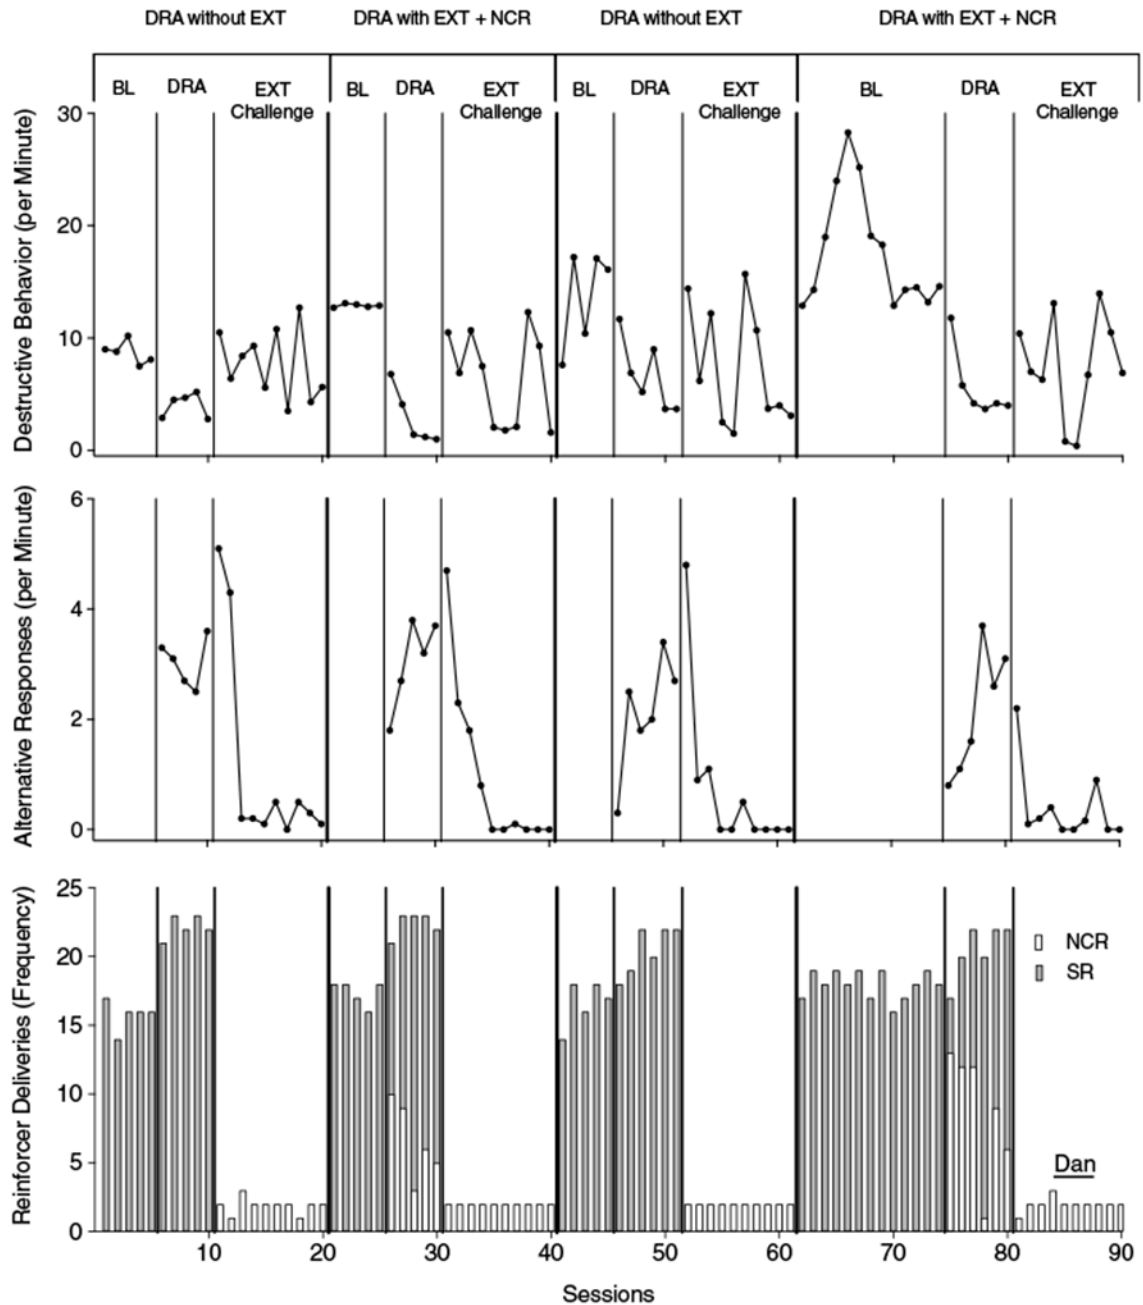 DRA without EXT DRA with EXT + NCR DRA without EXT DRA with EXT + NCR
BL DRA EXT Challenge BL DRA EXT Challenge BL DRA EXT Challenge BL DRA EXT Challenge
Destructive Behavior (per Minute)
30
20
10
0
Alternative Responses (per Minute)
6
4
2
0
Reinforcer Deliveries (Frequency)
25
20
15
10
5
0
NCR
SR
Dan
10 20 30 40 50 60 70 80 90
Sessions